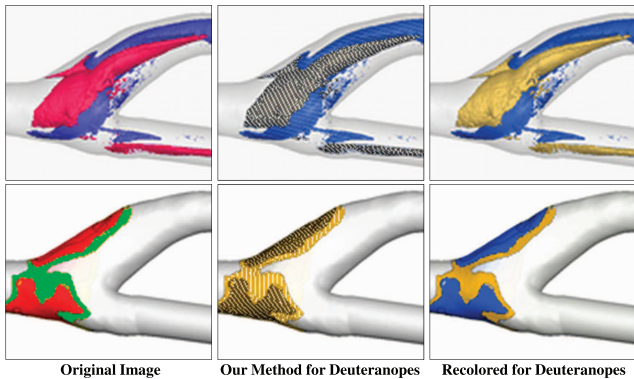 Original Image
Our Method for Deuteranopes
Recolored for Deuteranopes